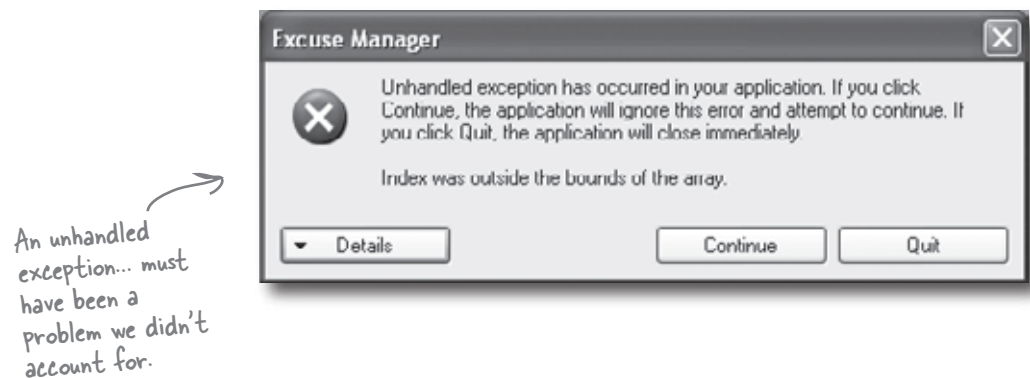 Excuse Manager
Unhandled exception has occurred in your application. If you click
Continue, the application will ignore this error and attempt to continue. If
you click Quit, the application will close immediately.
Index was outside the bounds of the array.
Details
Continue
Quit
An unhandled
exception... must
have been a
problem we didn't
account for.